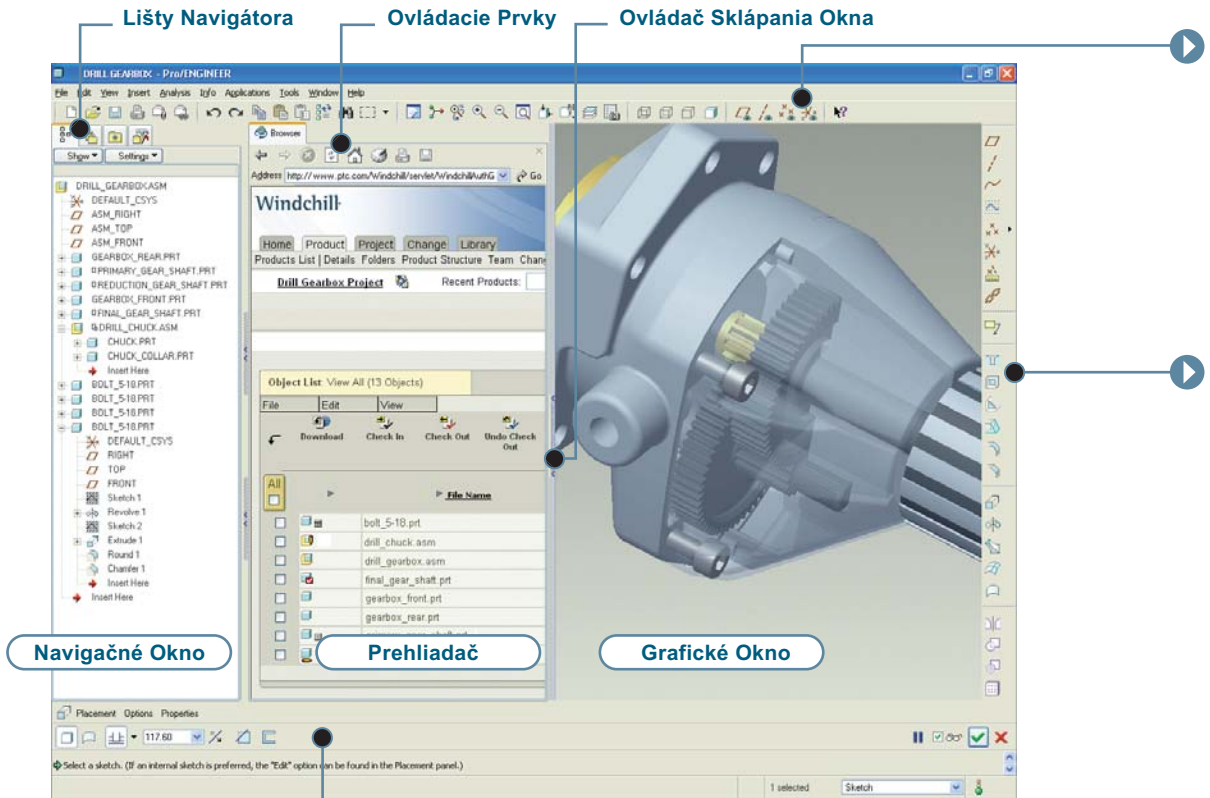 Lišty Navigátora
Ovládacie Prvky
Ovládač Sklápania Okna
DRILL GEARBOX - Pro/ENGINEER
File Edit View Insert Analysis Info Applications Tools Window Help
Show Settings
DRILL_GEARBOX.ASM
DEFAULT_CSYS
ASM_RIGHT
ASM_TOP
ASM_FRONT
GEARBOX_REAR.PRT
PRIMARY_GEAR_SHAFT.PRT
REDUCTION_GEAR_SHAFT.PRT
GEARBOX_FRONT.PRT
FINAL_GEAR_SHAFT.PRT
DRILL_CHUCK.ASM
CHUCK.PRT
CHUCK_COLLAR.PRT
Insert Here
BOLT_5-18.PRT
BOLT_5-18.PRT
BOLT_5-18.PRT
BOLT_5-18.PRT
DEFAULT_CSYS
RIGHT
TOP
FRONT
Sketch 1
Revolve 1
Sketch 2
Extrude 1
Round 1
Chamfer 1
Insert Here
Insert Here
Browser
Address http://www.ptc.com/Windchill/servlet/WindchillAuthG Go
Windchill
Home Product Project Change Library
Products List | Details Folders Product Structure Team Chan
Drill Gearbox Project Recent Products:
Object List: View All (13 Objects)
File Edit View
Download Check In Check Out Undo Check Out
All
File Name
bolt_5-18.prt
drill_chuck.asm
drill_gearbox.asm
final_gear_shaft.prt
gearbox_front.prt
gearbox_rear.prt
Navigačné Okno
Prehliadač
Grafické Okno
Placement Options Properties
117.60
Select a sketch. (If an internal sketch is preferred, the "Edit" option can be found in the Placement panel.)
1 selected Sketch